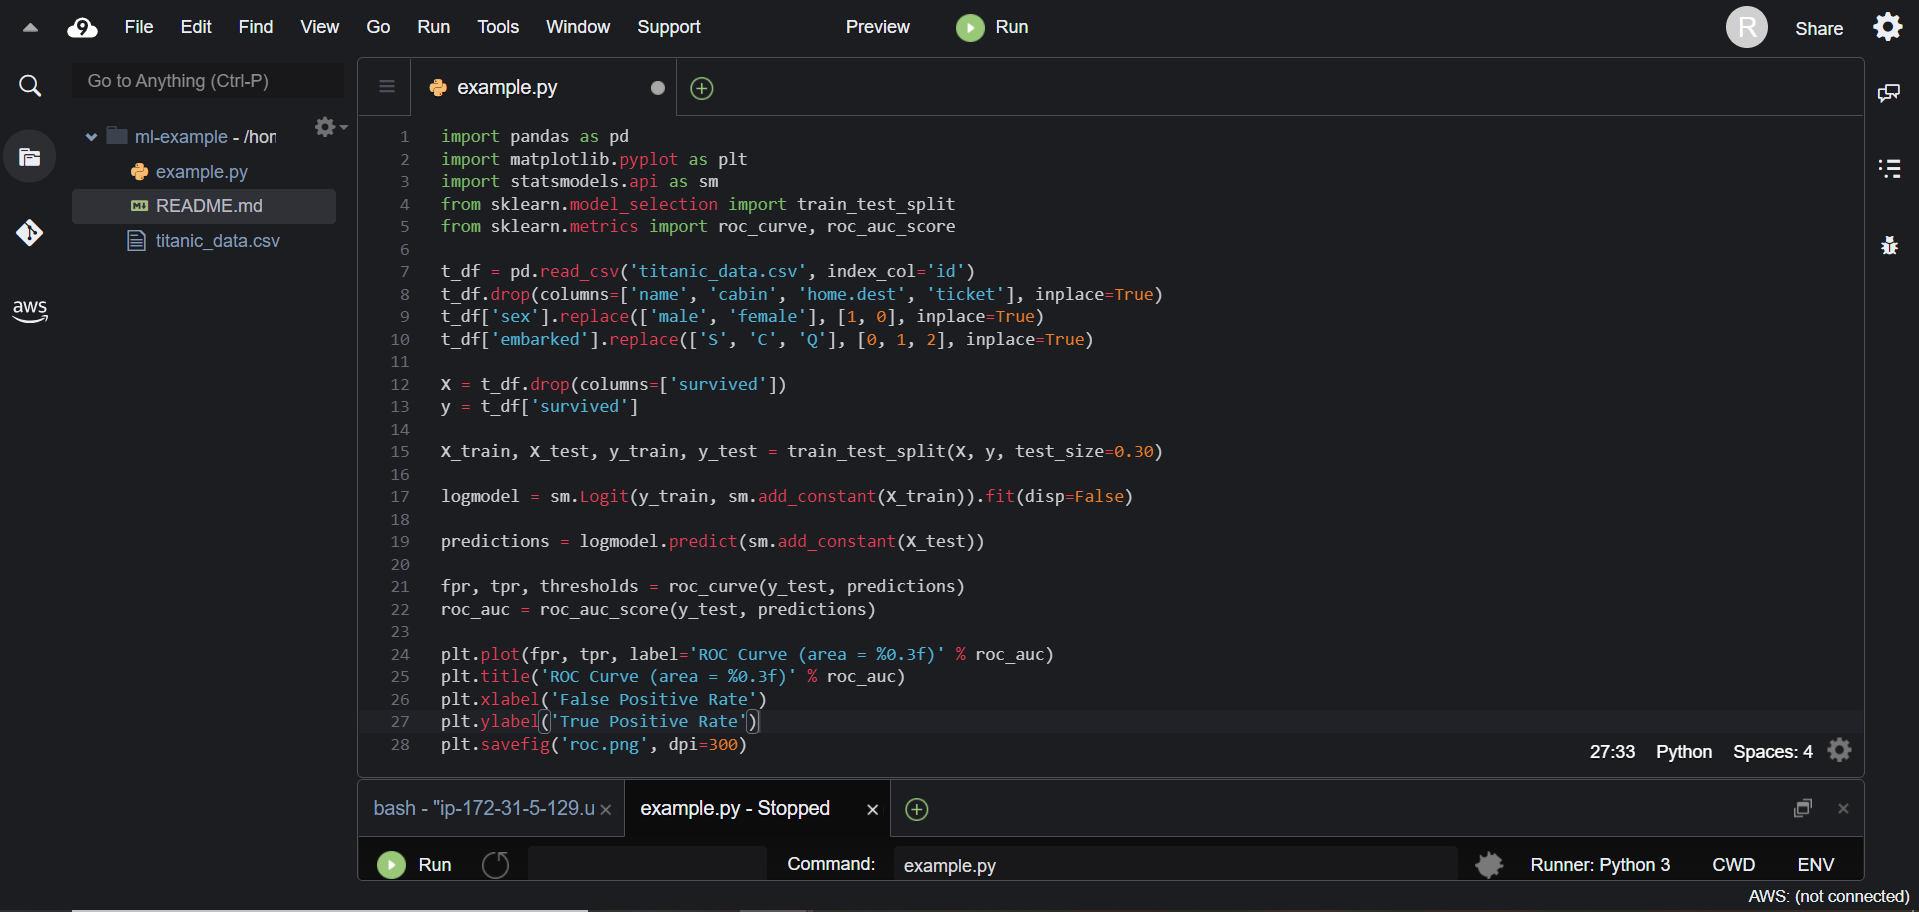 9 File Edit Find View Go Run Tools Window Support Preview Run R Share
Go to Anything (Ctrl-P)
ml-example - /hon
example.py
README.md
titanic_data.csv
aws
example.py
1 import pandas as pd
2 import matplotlib.pyplot as plt
3 import statsmodels.api as sm
4 from sklearn.model_selection import train_test_split
5 from sklearn.metrics import roc_curve, roc_auc_score
6
7 t_df = pd.read_csv('titanic_data.csv', index_col='id')
8 t_df.drop(columns=['name', 'cabin', 'home.dest', 'ticket'], inplace=True)
9 t_df['sex'].replace(['male', 'female'], [1, 0], inplace=True)
10 t_df['embarked'].replace(['S', 'C', 'Q'], [0, 1, 2], inplace=True)
11
12 X = t_df.drop(columns=['survived'])
13 y = t_df['survived']
14
15 X_train, X_test, y_train, y_test = train_test_split(X, y, test_size=0.30)
16
17 logmodel = sm.Logit(y_train, sm.add_constant(X_train)).fit(disp=False)
18
19 predictions = logmodel.predict(sm.add_constant(X_test))
20
21 fpr, tpr, thresholds = roc_curve(y_test, predictions)
22 roc_auc = roc_auc_score(y_test, predictions)
23
24 plt.plot(fpr, tpr, label='ROC Curve (area = %0.3f)' % roc_auc)
25 plt.title('ROC Curve (area = %0.3f)' % roc_auc)
26 plt.xlabel('False Positive Rate')
27 plt.ylabel('True Positive Rate')
28 plt.savefig('roc.png', dpi=300)
27:33 Python Spaces: 4
bash - "ip-172-31-5-129.u × example.py - Stopped ×
Run Command: example.py Runner: Python 3 CWD ENV
AWS: (not connected)